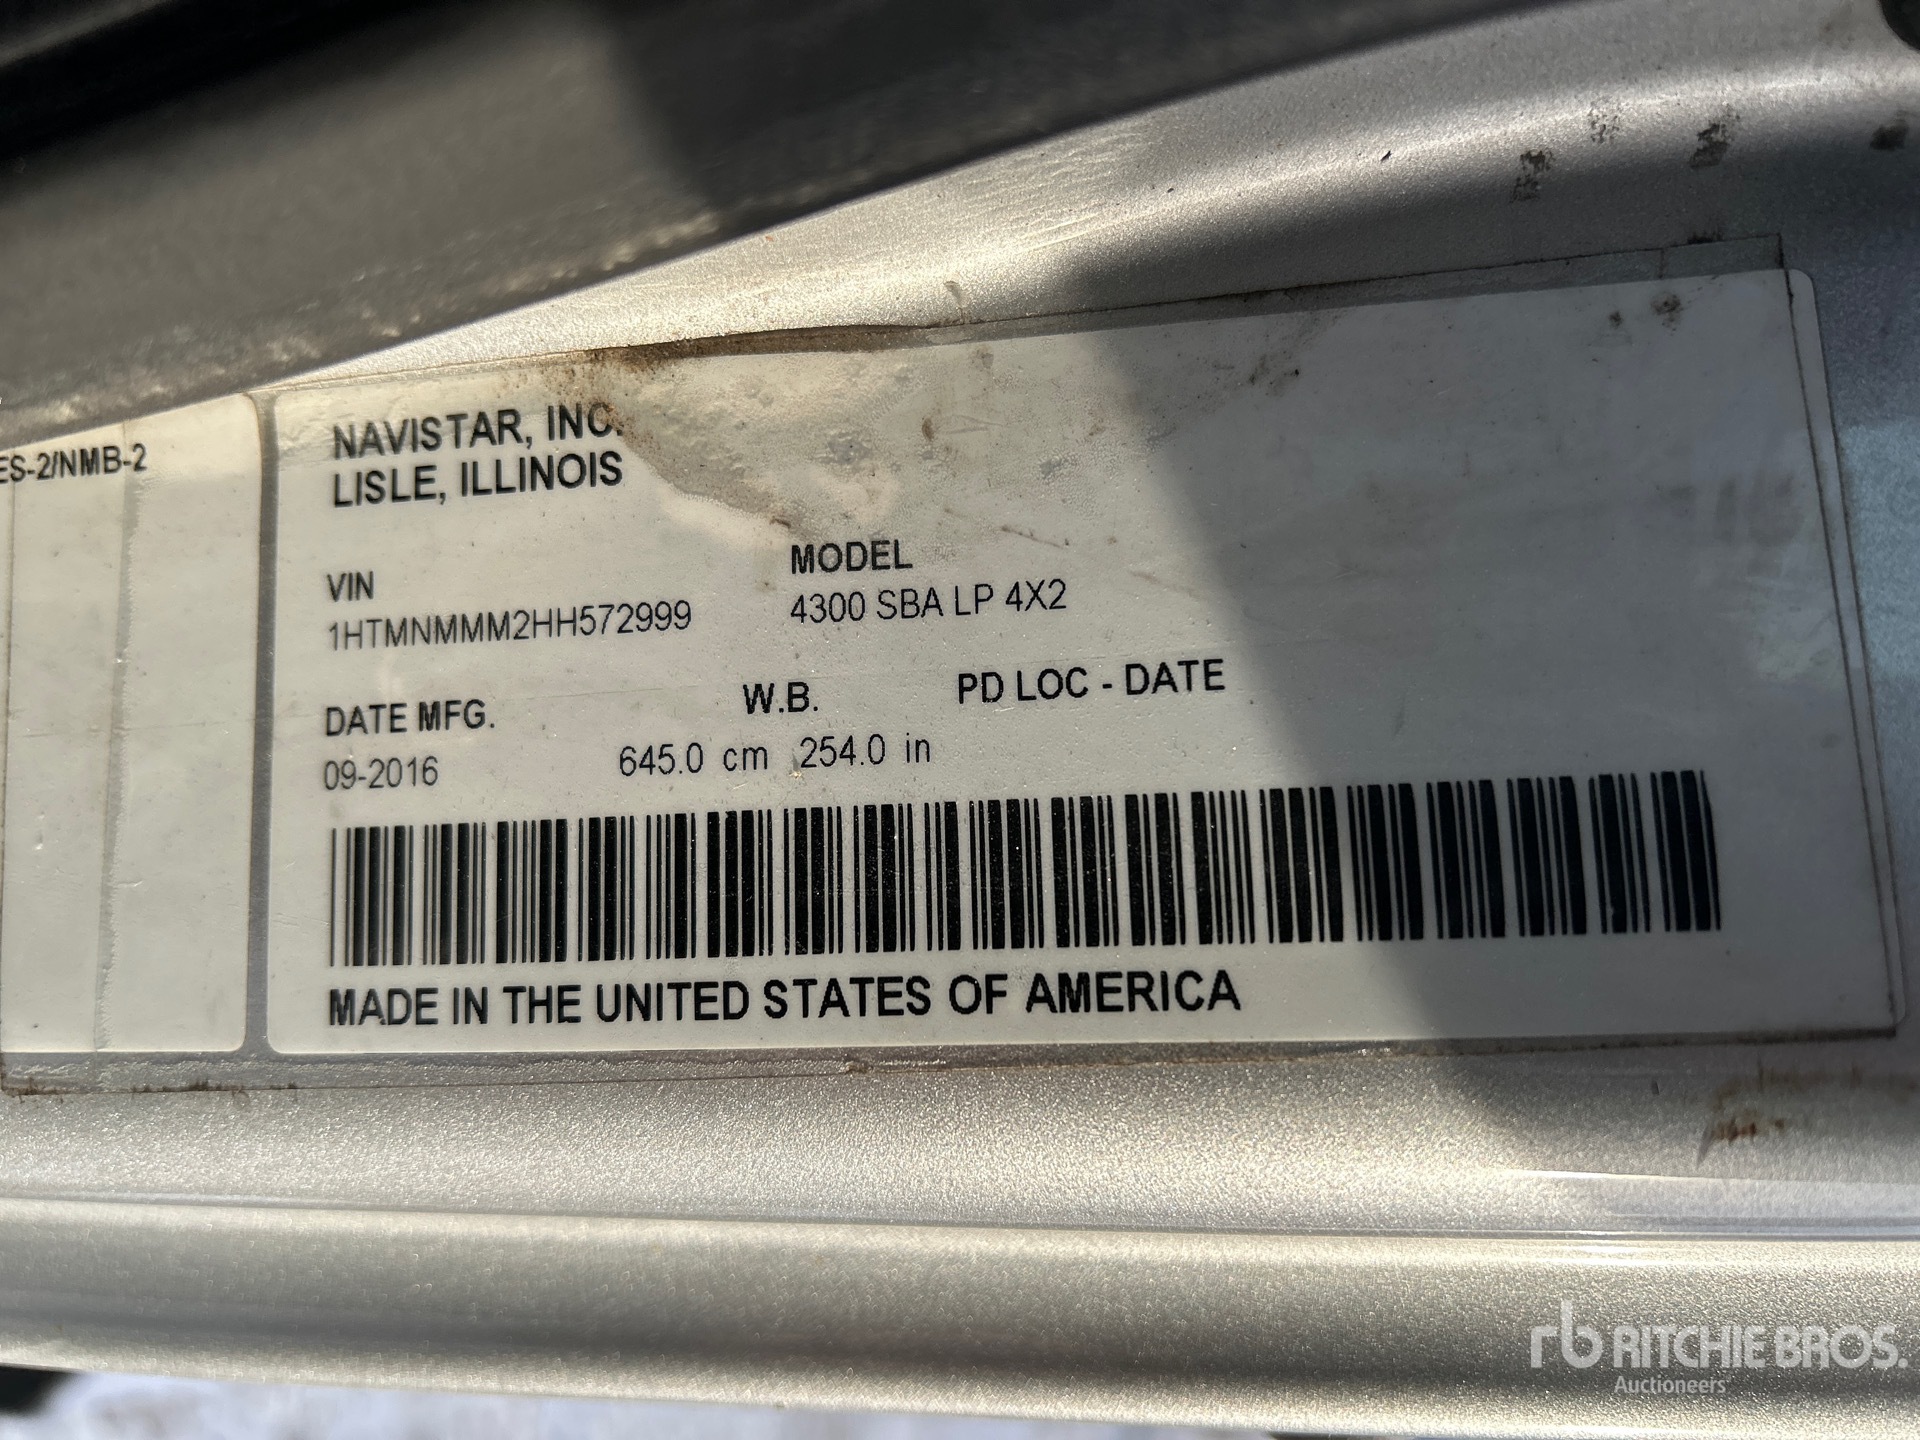 ES-2/NMB-2
NAVISTAR, INC.
LISLE, ILLINOIS
VIN
1HTMNMMM2HH572999
MODEL
4300 SBA LP 4X2
DATE MFG.
09-2016
W.B.
645.0 cm 254.0 in
PD LOC - DATE
MADE IN THE UNITED STATES OF AMERICA
rb RITCHIE BROS.
Auctioneers